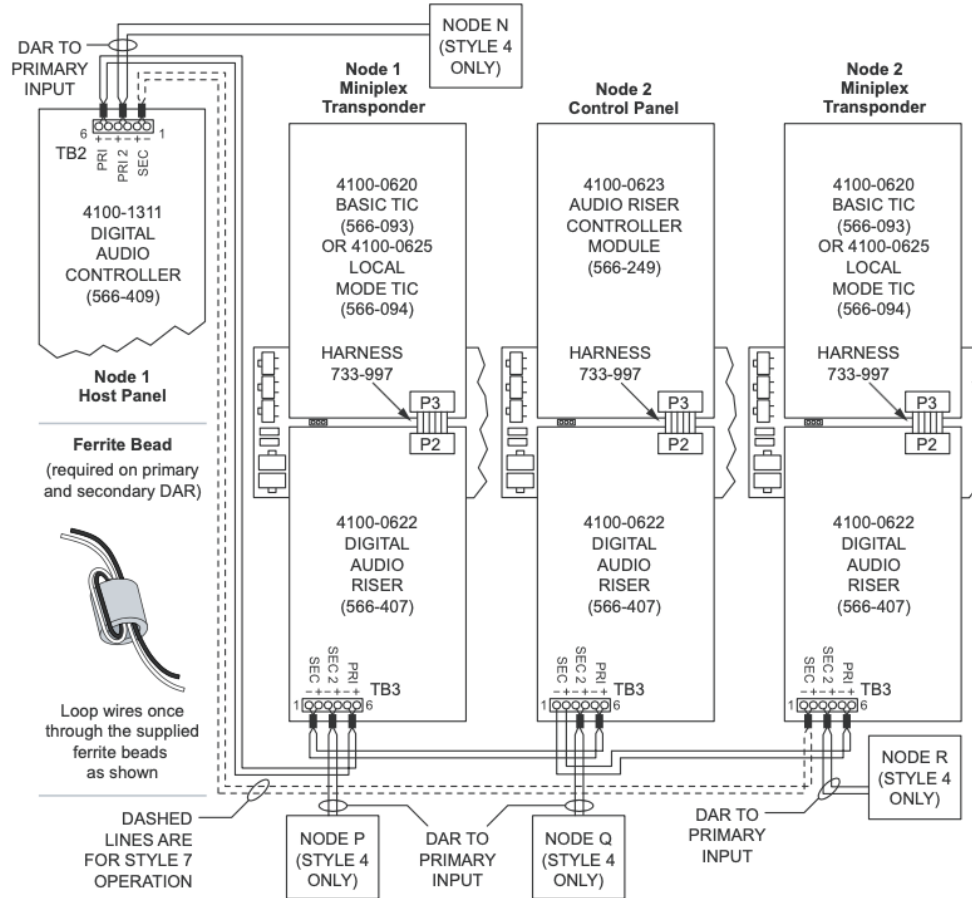 NODE N
(STYLE 4
ONLY)
DAR TO
PRIMARY
INPUT
6
1
+
-
+
-
+
-
TB2
PRI
PRI 2
SEC
4100-1311
DIGITAL
AUDIO
CONTROLLER
(566-409)
Node 1
Host Panel
Ferrite Bead
(required on primary
and secondary DAR)
Loop wires once
through the supplied
ferrite beads
as shown
DASHED
LINES ARE
FOR STYLE 7
OPERATION
Node 1
Miniplex
Transponder
4100-0620
BASIC TIC
(566-093)
OR 4100-0625
LOCAL
MODE TIC
(566-094)
HARNESS
733-997
P3
P2
4100-0622
DIGITAL
AUDIO
RISER
(566-407)
SEC
SEC 2
PRI
-
+
-
+
-
+
TB3
1
6
Node 2
Control Panel
4100-0623
AUDIO RISER
CONTROLLER
MODULE
(566-249)
HARNESS
733-997
P3
P2
4100-0622
DIGITAL
AUDIO
RISER
(566-407)
SEC
SEC 2
PRI
-
+
-
+
-
+
TB3
1
6
Node 2
Miniplex
Transponder
4100-0620
BASIC TIC
(566-093)
OR 4100-0625
LOCAL
MODE TIC
(566-094)
HARNESS
733-997
P3
P2
4100-0622
DIGITAL
AUDIO
RISER
(566-407)
SEC
SEC 2
PRI
-
+
-
+
-
+
TB3
1
6
NODE P
(STYLE 4
ONLY)
DAR TO
PRIMARY
INPUT
NODE Q
(STYLE 4
ONLY)
DAR TO
PRIMARY
INPUT
NODE R
(STYLE 4
ONLY)